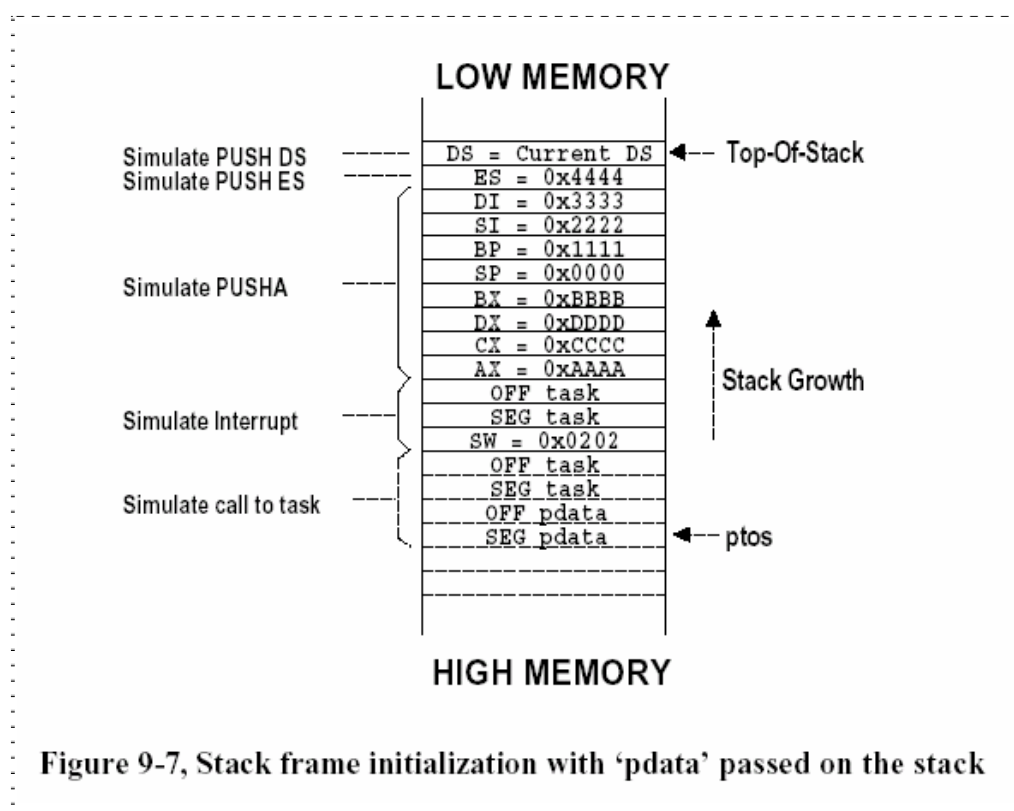 LOW MEMORY
Simulate PUSH DS
DS = Current DS
Top-Of-Stack
Simulate PUSH ES
ES = 0x4444
DI = 0x3333
SI = 0x2222
BP = 0x1111
SP = 0x0000
Simulate PUSHA
BX = 0xBBBB
DX = 0xDDDD
CX = 0xCCCC
AX = 0xAAAA
Stack Growth
OFF task
SEG task
Simulate Interrupt
SW = 0x0202
OFF task
SEG task
Simulate call to task
OFF pdata
SEG pdata
ptos
HIGH MEMORY
Figure 9-7, Stack frame initialization with ‘pdata’ passed on the stack